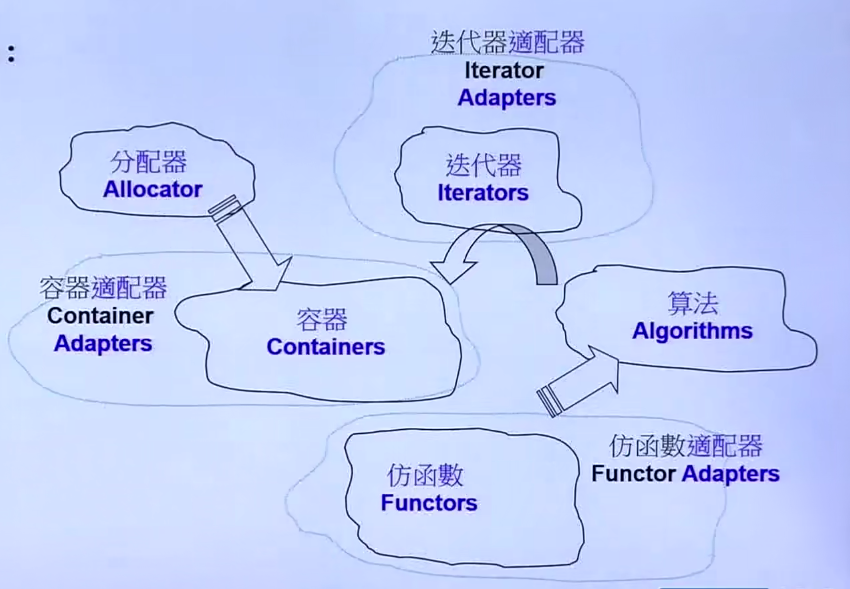 :
迭代器適配器
Iterator
Adapters
分配器
Allocator
迭代器
Iterators
容器適配器
Container
Adapters
容器
Containers
算法
Algorithms
仿函數
Functors
仿函數適配器
Functor Adapters